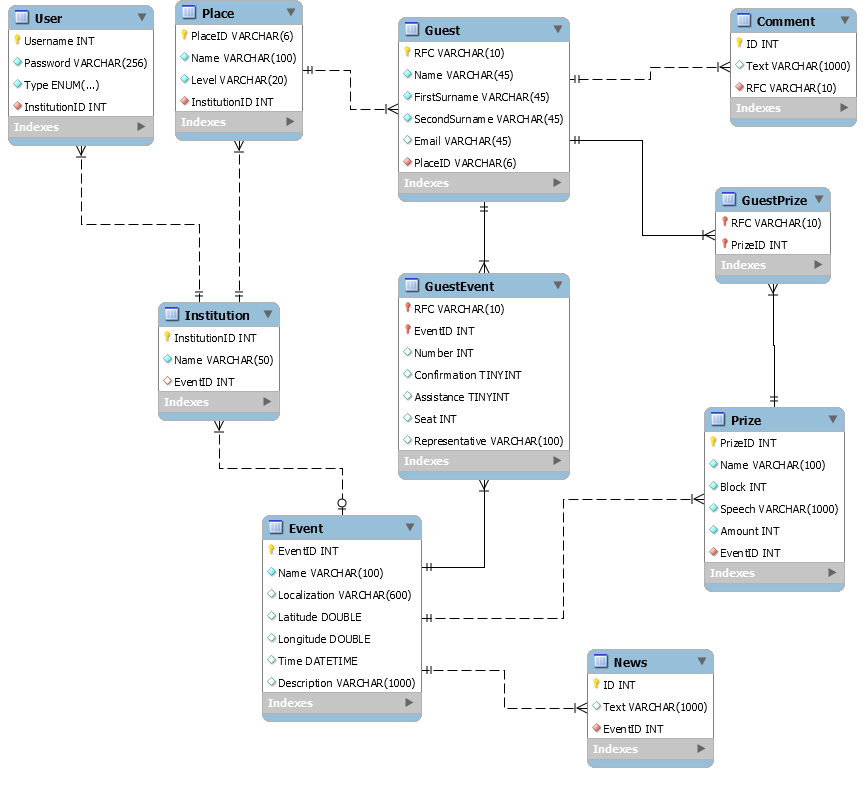 User
Username INT
Password VARCHAR(256)
Type ENUM(...)
InstitutionID INT
Indexes
Place
PlaceID VARCHAR(6)
Name VARCHAR(100)
Level VARCHAR(20)
InstitutionID INT
Indexes
Guest
RFC VARCHAR(10)
Name VARCHAR(45)
FirstSurname VARCHAR(45)
SecondSurname VARCHAR(45)
Email VARCHAR(45)
PlaceID VARCHAR(6)
Indexes
Comment
ID INT
Text VARCHAR(1000)
RFC VARCHAR(10)
Indexes
GuestPrize
RFC VARCHAR(10)
PrizeID INT
Indexes
Institution
InstitutionID INT
Name VARCHAR(50)
EventID INT
Indexes
GuestEvent
RFC VARCHAR(10)
EventID INT
Number INT
Confirmation TINYINT
Assistance TINYINT
Seat INT
Representative VARCHAR(100)
Indexes
Prize
PrizeID INT
Name VARCHAR(100)
Block INT
Speech VARCHAR(1000)
Amount INT
EventID INT
Indexes
Event
EventID INT
Name VARCHAR(100)
Localization VARCHAR(600)
Latitude DOUBLE
Longitude DOUBLE
Time DATETIME
Description VARCHAR(1000)
Indexes
News
ID INT
Text VARCHAR(1000)
EventID INT
Indexes